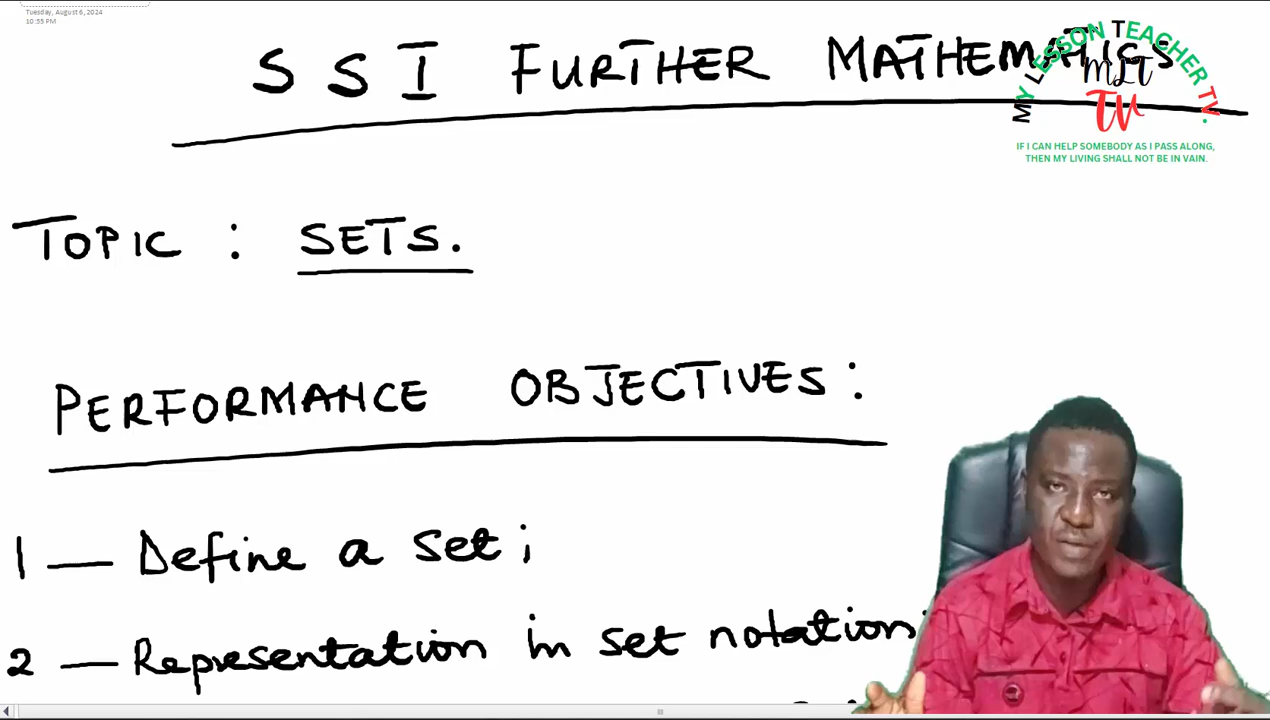 Tuesday, August 6, 2024
10:55 PM
SSI FURTHER MATHEMATICS
MY LESSON TEACHER TV.
MLT
TV
IF I CAN HELP SOMEBODY AS I PASS ALONG,
THEN MY LIVING SHALL NOT BE IN VAIN.
TOPIC : SETS.
PERFORMANCE OBJECTIVES:
1 — Define a set;
2 — Representation in set notations